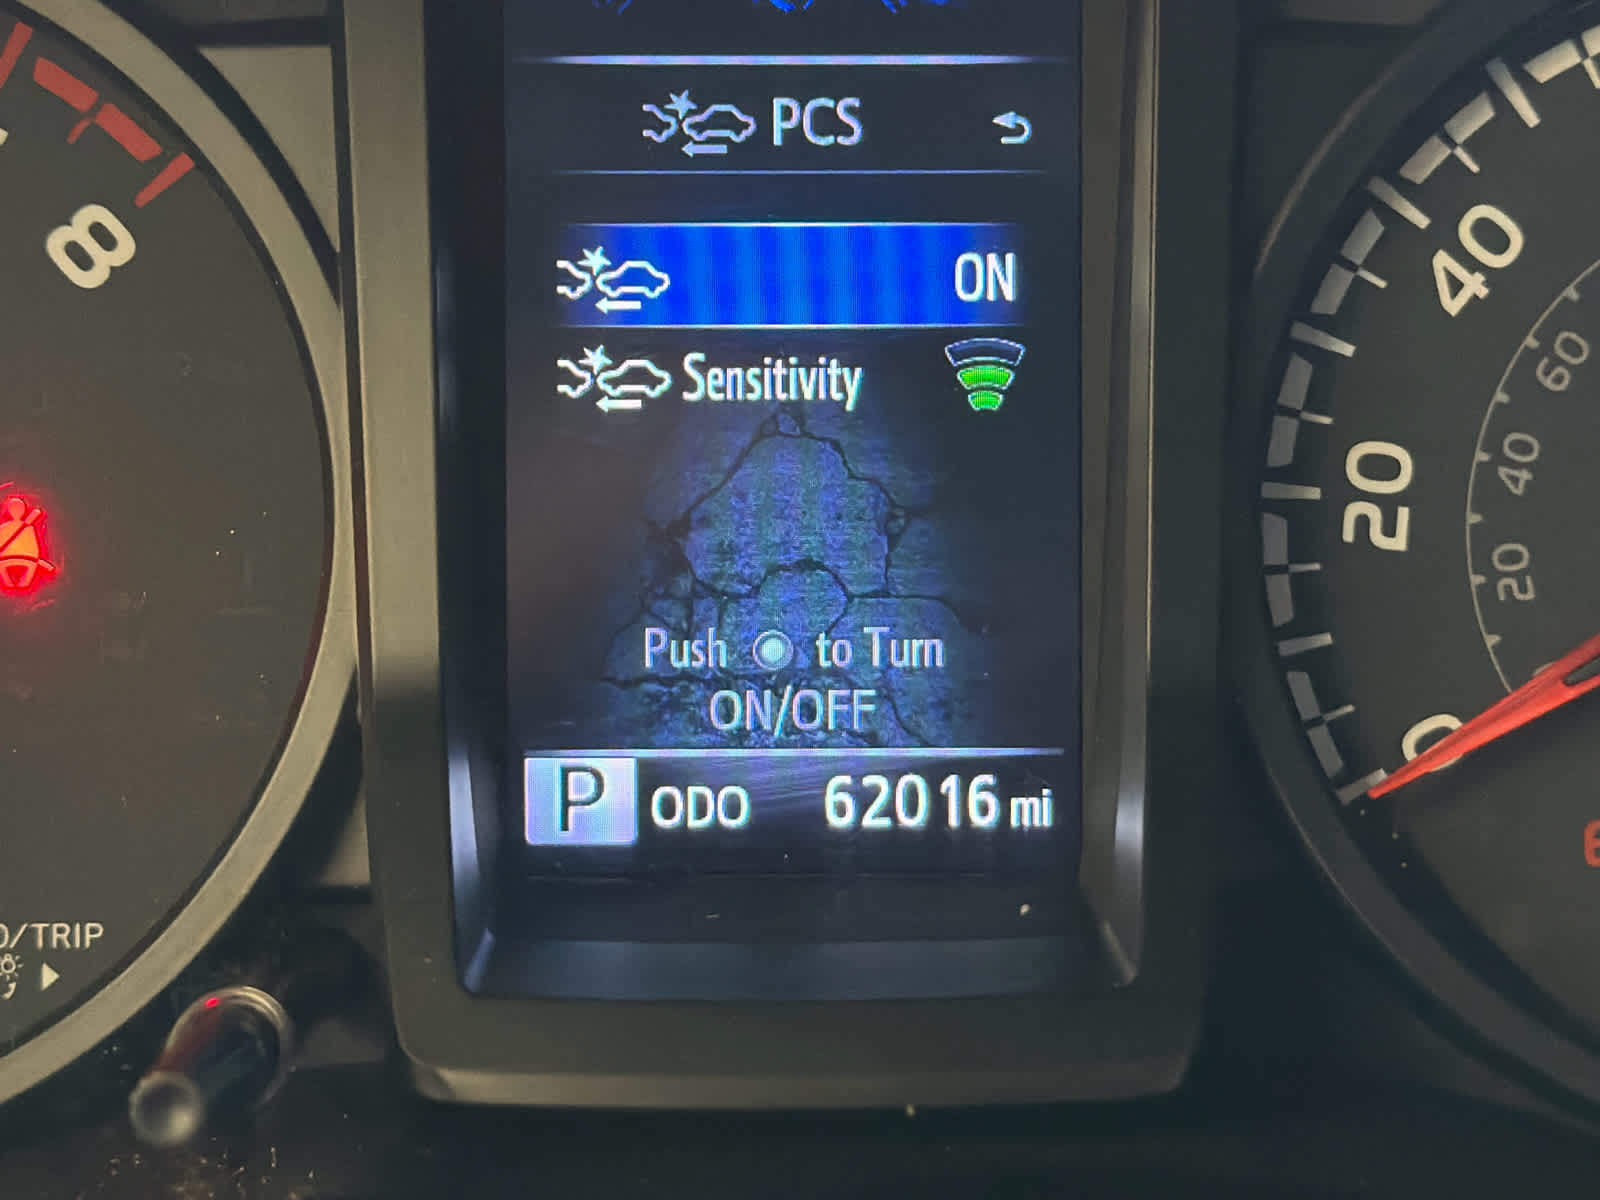 PCS
ON
Sensitivity
Push to Turn
ON/OFF
P ODO 62016 mi
8
/TRIP
40
20
0
60
40
20